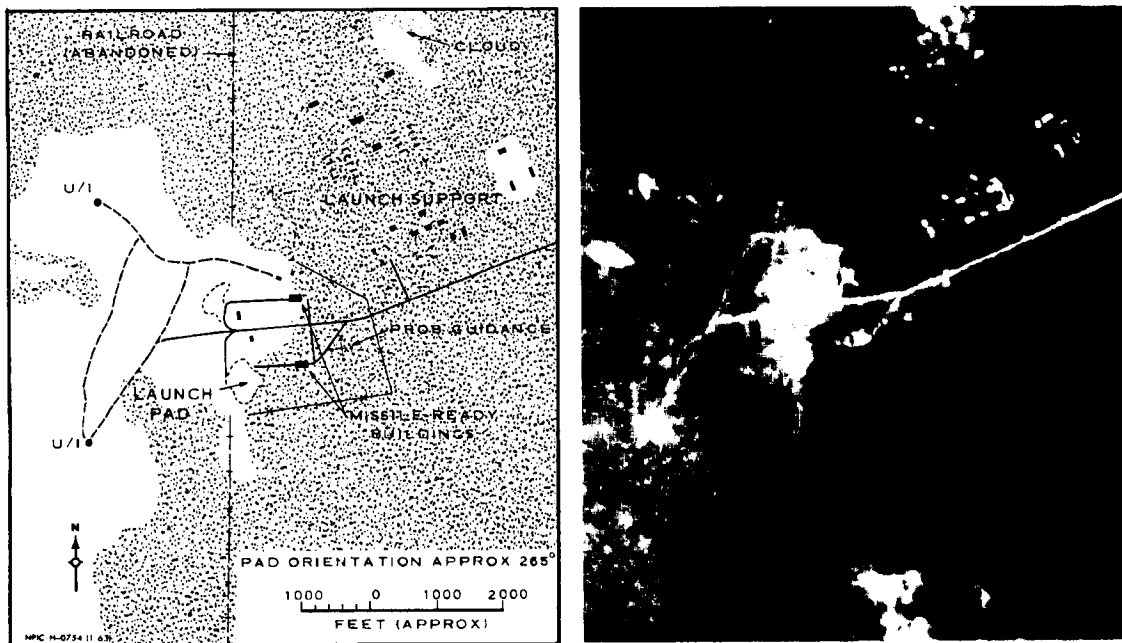 RAILROAD
(ABANDONED)
CLOUD
U/I
LAUNCH SUPPORT
PROB GUIDANCE
LAUNCH
PAD
MISSILE-READY
BUILDINGS
U/I
N
PAD ORIENTATION APPROX 265°
1000 0 1000 2000
FEET (APPROX)
NPIC H-0754 (1 63)